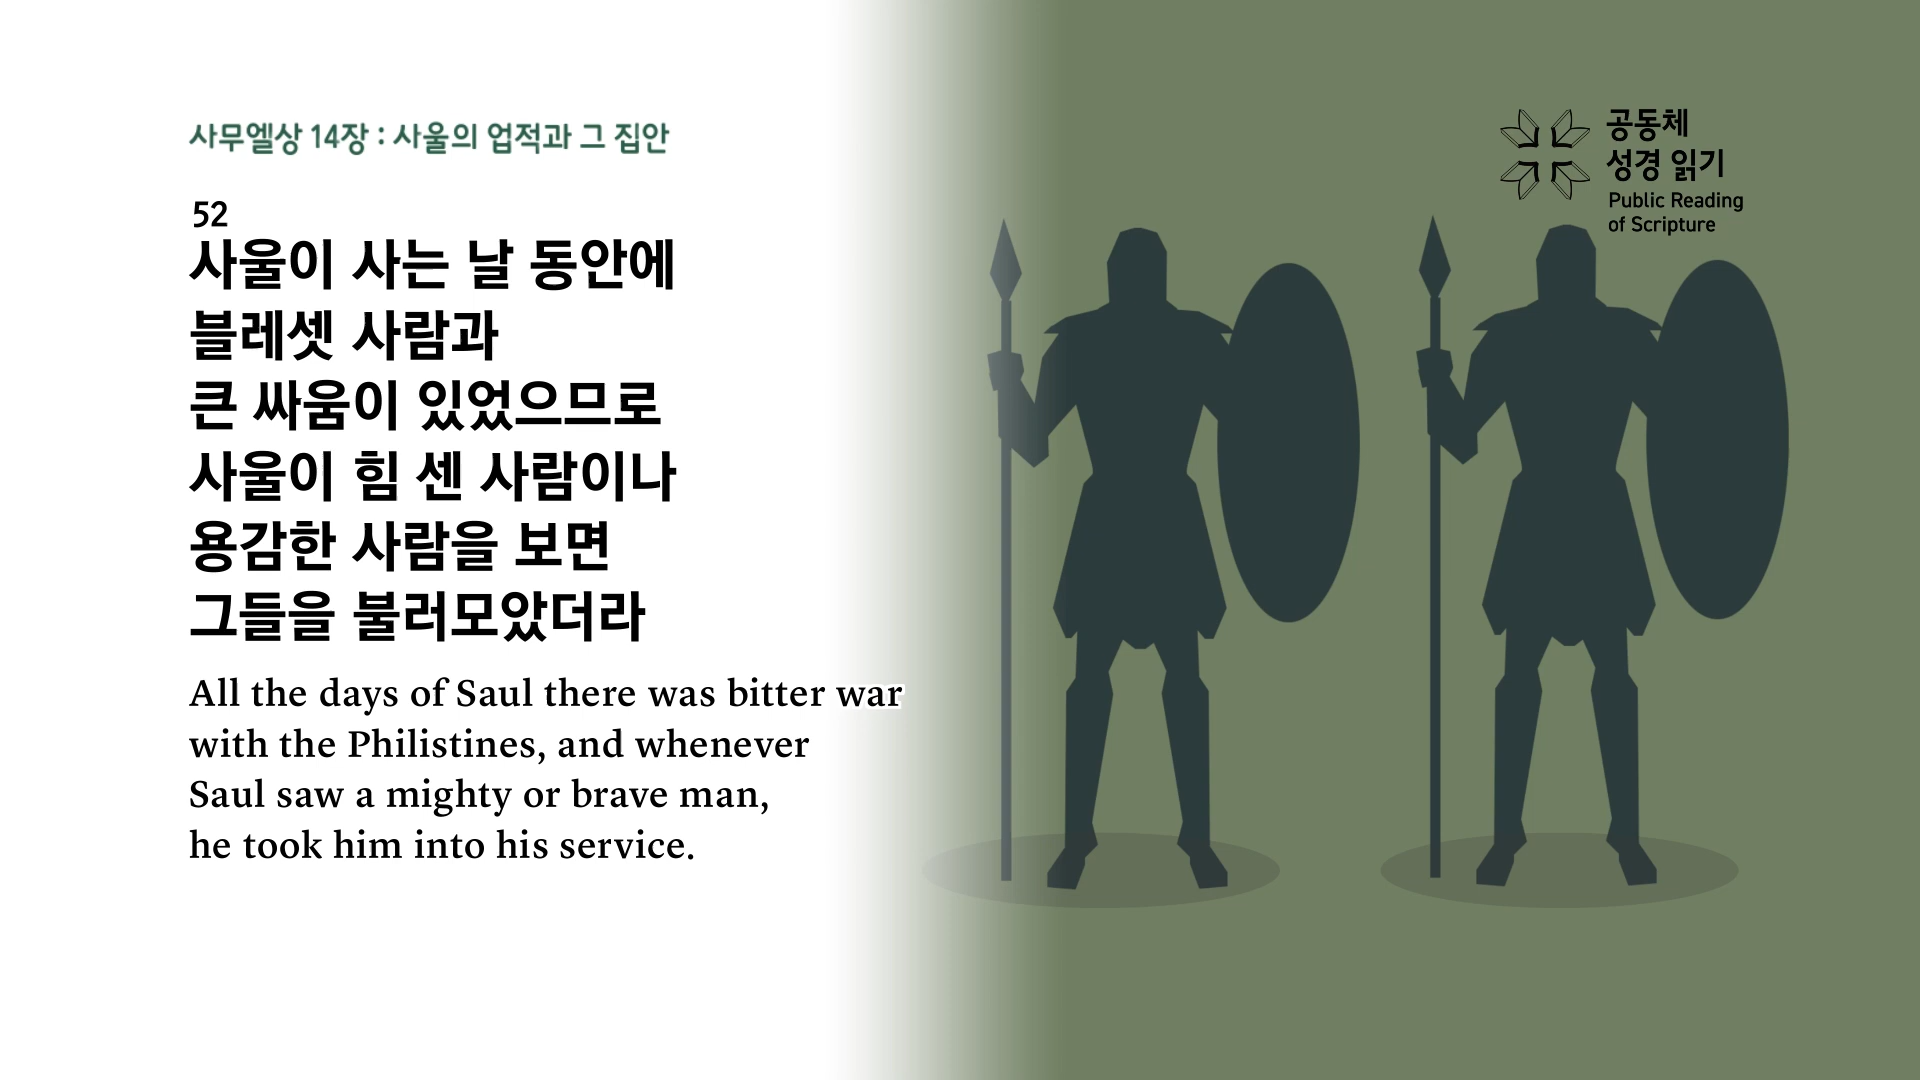 사무엘상 14장 : 사울의 업적과 그 집안
52
사울이 사는 날 동안에
블레셋 사람과
큰 싸움이 있었으므로
사울이 힘 센 사람이나
용감한 사람을 보면
그들을 불러모았더라
All the days of Saul there was bitter war
with the Philistines, and whenever
Saul saw a mighty or brave man,
he took him into his service.
공동체
성경 읽기
Public Reading
of Scripture